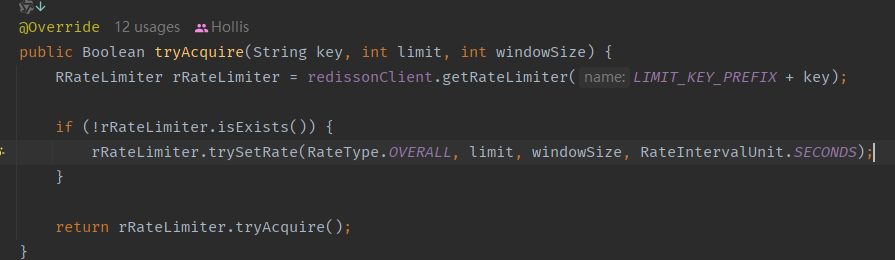 @Override 12 usages Hollis
public Boolean tryAcquire(String key, int limit, int windowSize) {
RRateLimiter rRateLimiter = redissonClient.getRateLimiter( name: LIMIT_KEY_PREFIX + key);
if (!rRateLimiter.isExists()) {
rRateLimiter.trySetRate(RateType.OVERALL, limit, windowSize, RateIntervalUnit.SECONDS);
}
return rRateLimiter.tryAcquire();
}